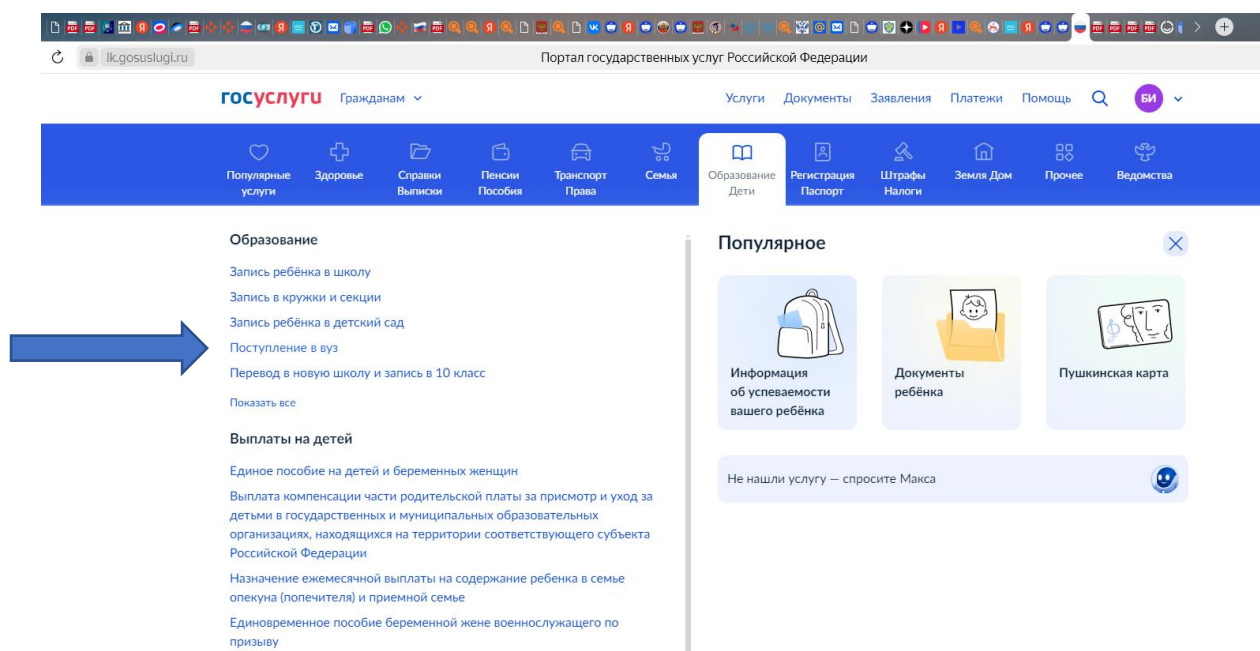 lk.gosuslugi.ru
Портал государственных услуг Российской Федерации
госуслуги
Гражданам
Услуги
Документы
Заявления
Платежи
Помощь
БИ
Популярные
услуги
Здоровье
Справки
Выписки
Пенсии
Пособия
Транспорт
Права
Семья
Образование
Дети
Регистрация
Паспорт
Штрафы
Налоги
Земля Дом
Прочее
Ведомства
Образование
Запись ребёнка в школу
Запись в кружки и секции
Запись ребёнка в детский сад
Поступление в вуз
Перевод в новую школу и запись в 10 класс
Показать все
Выплаты на детей
Единое пособие на детей и беременных женщин
Выплата компенсации части родительской платы за присмотр и уход за
детьми в государственных и муниципальных образовательных
организациях, находящихся на территории соответствующего субъекта
Российской Федерации
Назначение ежемесячной выплаты на содержание ребенка в семье
опекуна (попечителя) и приемной семье
Единовременное пособие беременной жене военнослужащего по
призыву
Популярное
Информация
об успеваемости
вашего ребёнка
Документы
ребёнка
Пушкинская карта
Не нашли услугу — спросите Макса